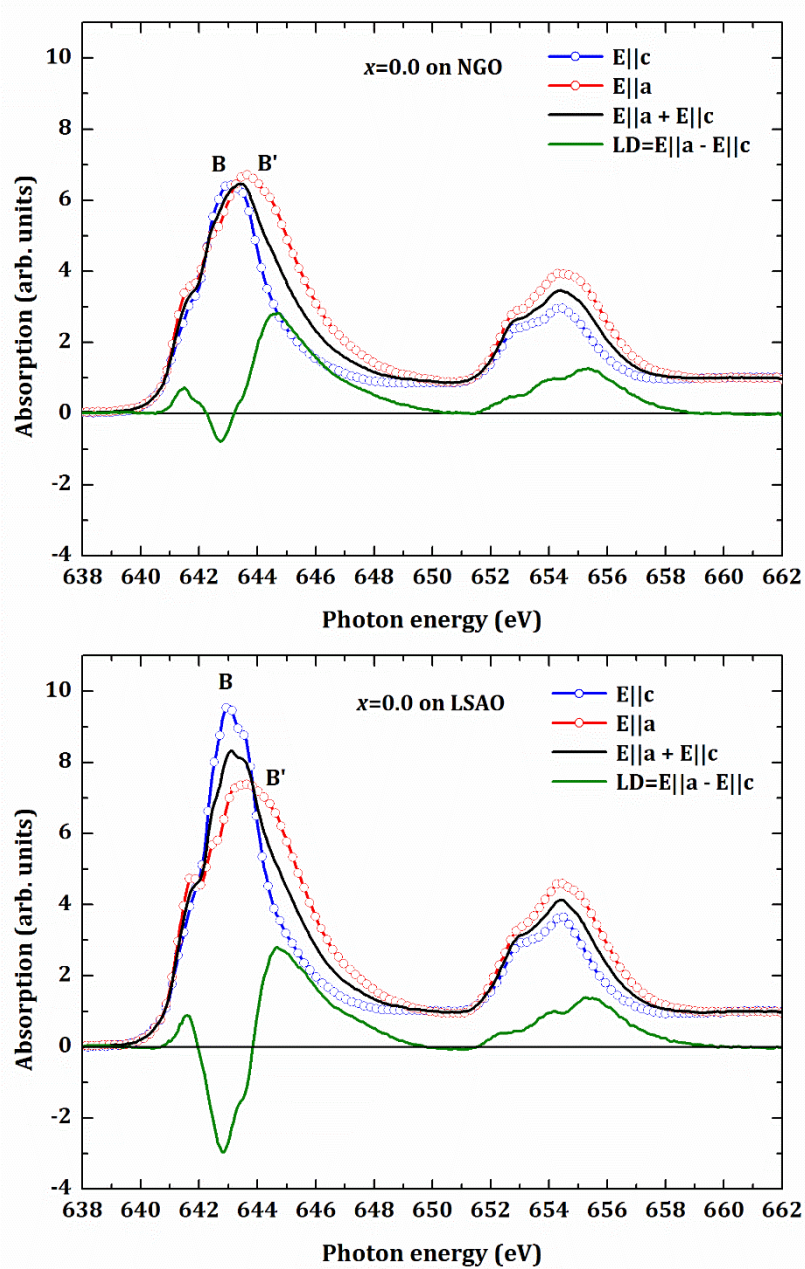 x=0.0 on NGO
E||c
E||a
E||a + E||c
LD=E||a - E||c
B B'
Absorption (arb. units)
10
8
6
4
2
0
-2
-4
638 640 642 644 646 648 650 652 654 656 658 660 662
Photon energy (eV)
x=0.0 on LSAO
E||c
E||a
E||a + E||c
LD=E||a - E||c
B
B'
Absorption (arb. units)
10
8
6
4
2
0
-2
-4
638 640 642 644 646 648 650 652 654 656 658 660 662
Photon energy (eV)